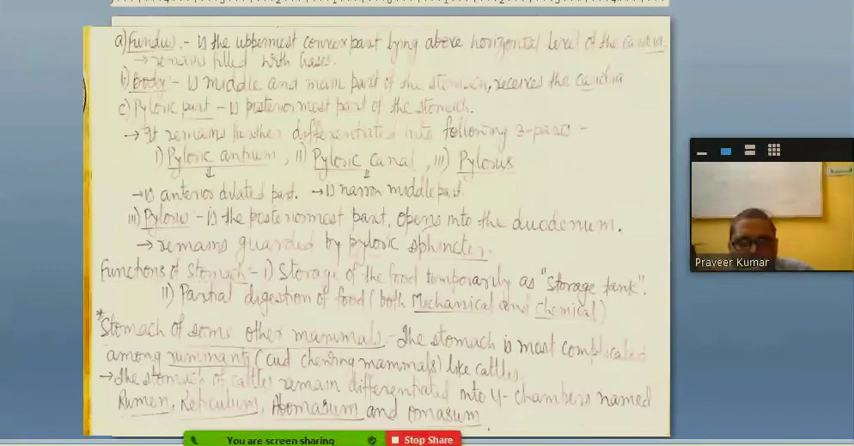 a) Fundus - is the uppermost convex part lying above horizontal level of the cardia.
→ remains filled with Gases.
b) Body - is middle and main part of the stomach, receives the cardia
c) Pyloric part - is posteriormost part of the stomach.
→ It remains further differentiated into following 3-parts -
i) Pyloric antrum, ii) Pyloric canal, iii) Pylorus
→ is anterior dilated part. → is narrow middle part.
iii) Pylorus - is the posteriormost part, opens into the duodenum.
→ remains guarded by pyloric sphincter.
Functions of stomach - i) Storage of the food temporarily as "Storage tank".
ii) Partial digestion of food (both Mechanical and chemical)
*Stomach of some other mammals - The stomach is most complicated
among ruminants (cud chewing mammals) like cattles.
→ The stomach of cattles remain differentiated into 4-chambers named
Rumen, Reticulum, Abomasum and omasum.
Praveer Kumar
You are screen sharing
Stop Share